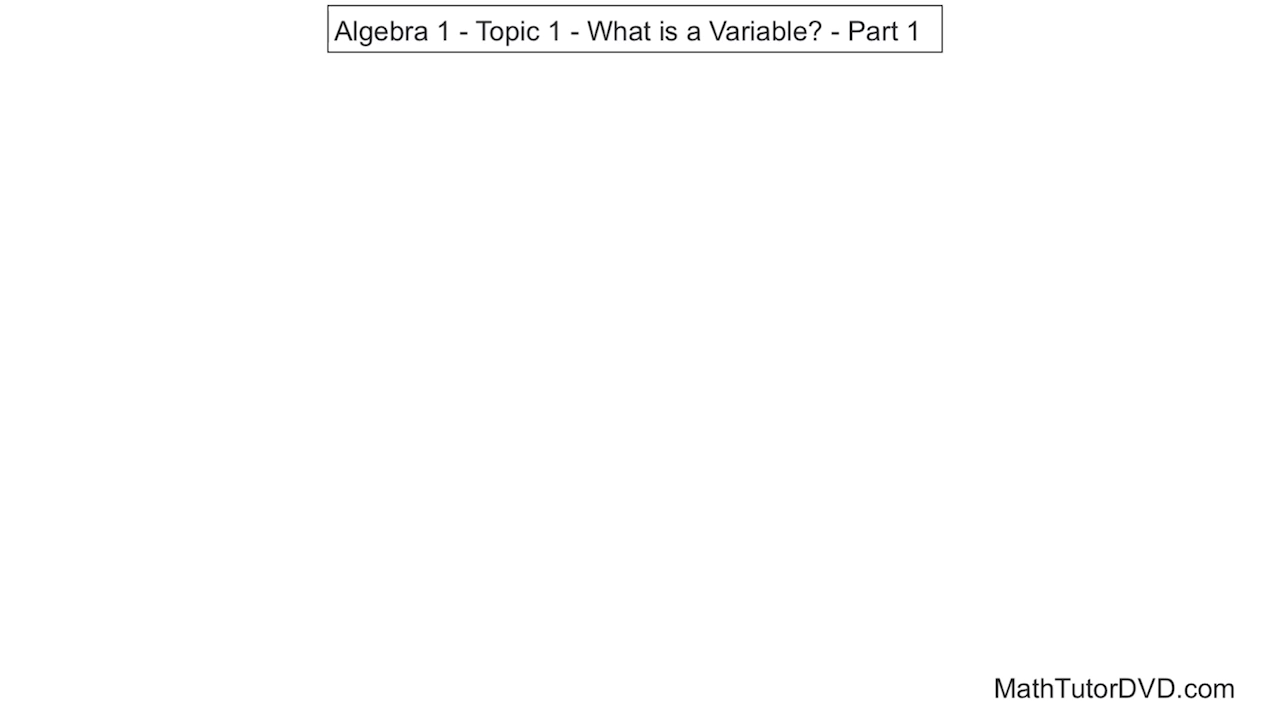 Algebra 1 - Topic 1 - What is a Variable? - Part 1
MathTutorDVD.com